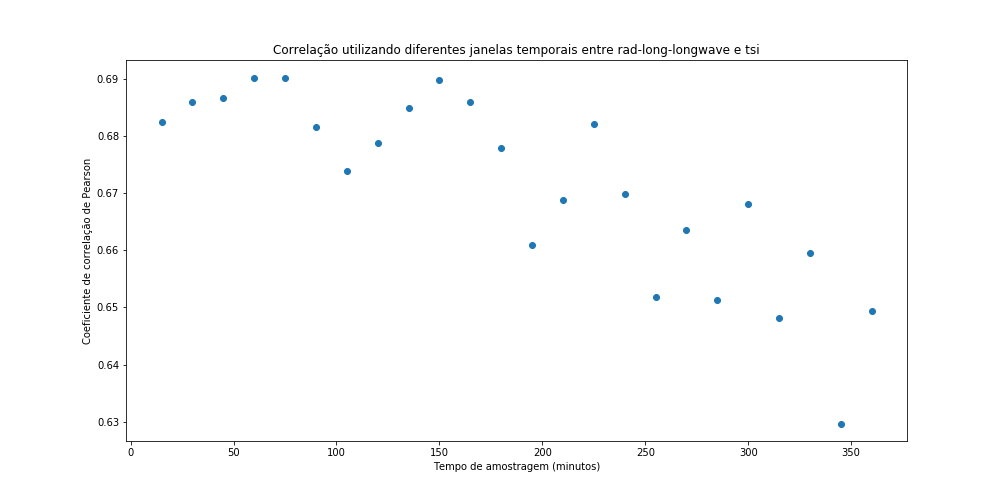 Correlação utilizando diferentes janelas temporais entre rad-long-longwave e tsi
Coeficiente de correlação de Pearson
0.69
0.68
0.67
0.66
0.65
0.64
0.63
0 50 100 150 200 250 300 350
Tempo de amostragem (minutos)